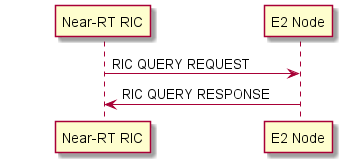 Near-RT RIC
E2 Node
RIC QUERY REQUEST
RIC QUERY RESPONSE
Near-RT RIC
E2 Node